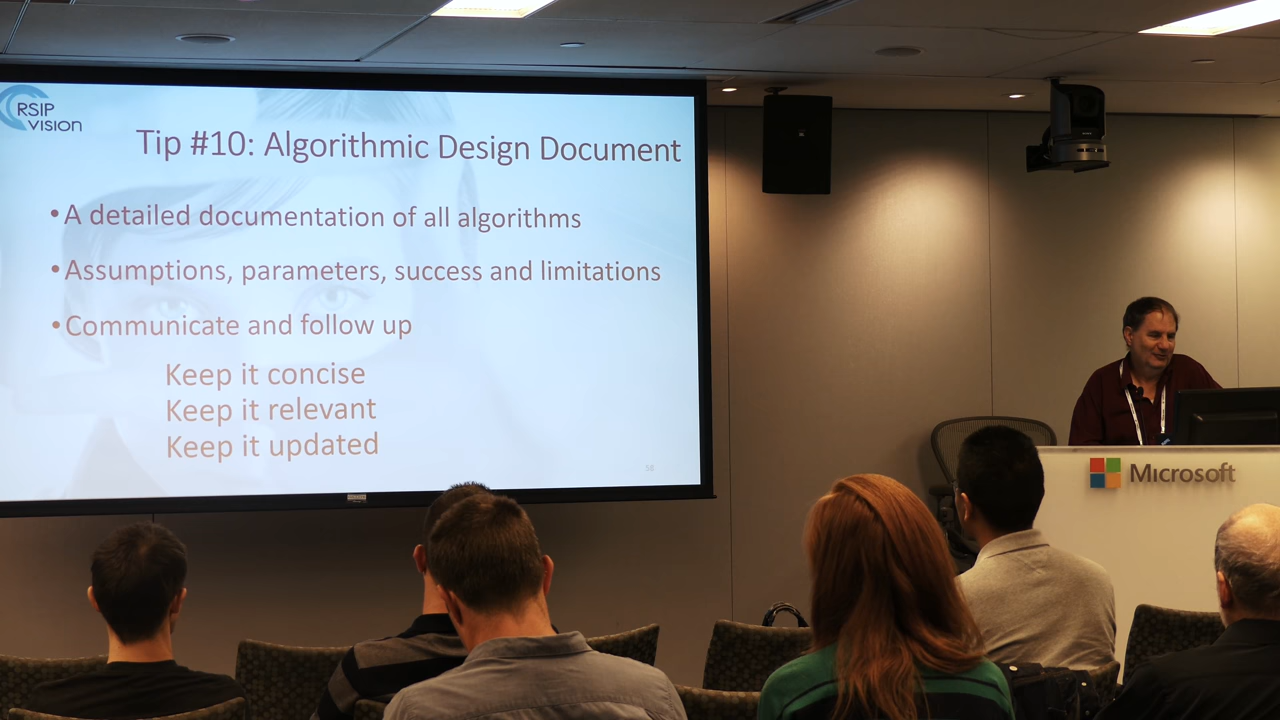 RSIP
VISION
Tip #10: Algorithmic Design Document
•A detailed documentation of all algorithms
•Assumptions, parameters, success and limitations
•Communicate and follow up
Keep it concise
Keep it relevant
Keep it updated
58
Microsoft